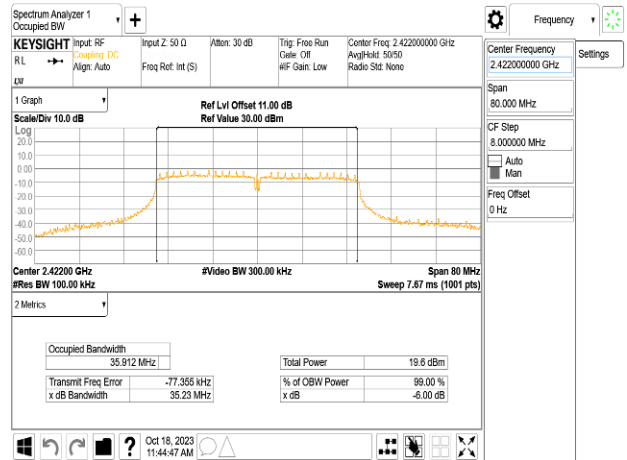 Spectrum Analyzer 1
Occupied BW
Frequency
KEYSIGHT Input: RF Input Z: 50 Ω Atten: 30 dB Trig: Free Run Center Freq: 2.422000000 GHz
Coupling: DC Gate: Off Avg|Hold: 50/50
RL Align: Auto Freq Ref: Int (S) #IF Gain: Low Radio Std: None
Center Frequency
2.422000000 GHz
Settings
Span
80.000 MHz
CF Step
8.000000 MHz
Auto
Man
Freq Offset
0 Hz
1 Graph
Ref Lvl Offset 11.00 dB
Scale/Div 10.0 dB Ref Value 30.00 dBm
Log
20.0
10.0
0.00
-10.0
-20.0
-30.0
-40.0
-50.0
-60.0
Center 2.42200 GHz #Video BW 300.00 kHz Span 80 MHz
#Res BW 100.00 kHz Sweep 7.67 ms (1001 pts)
2 Metrics
Occupied Bandwidth
35.912 MHz Total Power 19.6 dBm
Transmit Freq Error -77.355 kHz % of OBW Power 99.00 %
x dB Bandwidth 35.23 MHz x dB -6.00 dB
? Oct 18, 2023
11:44:47 AM